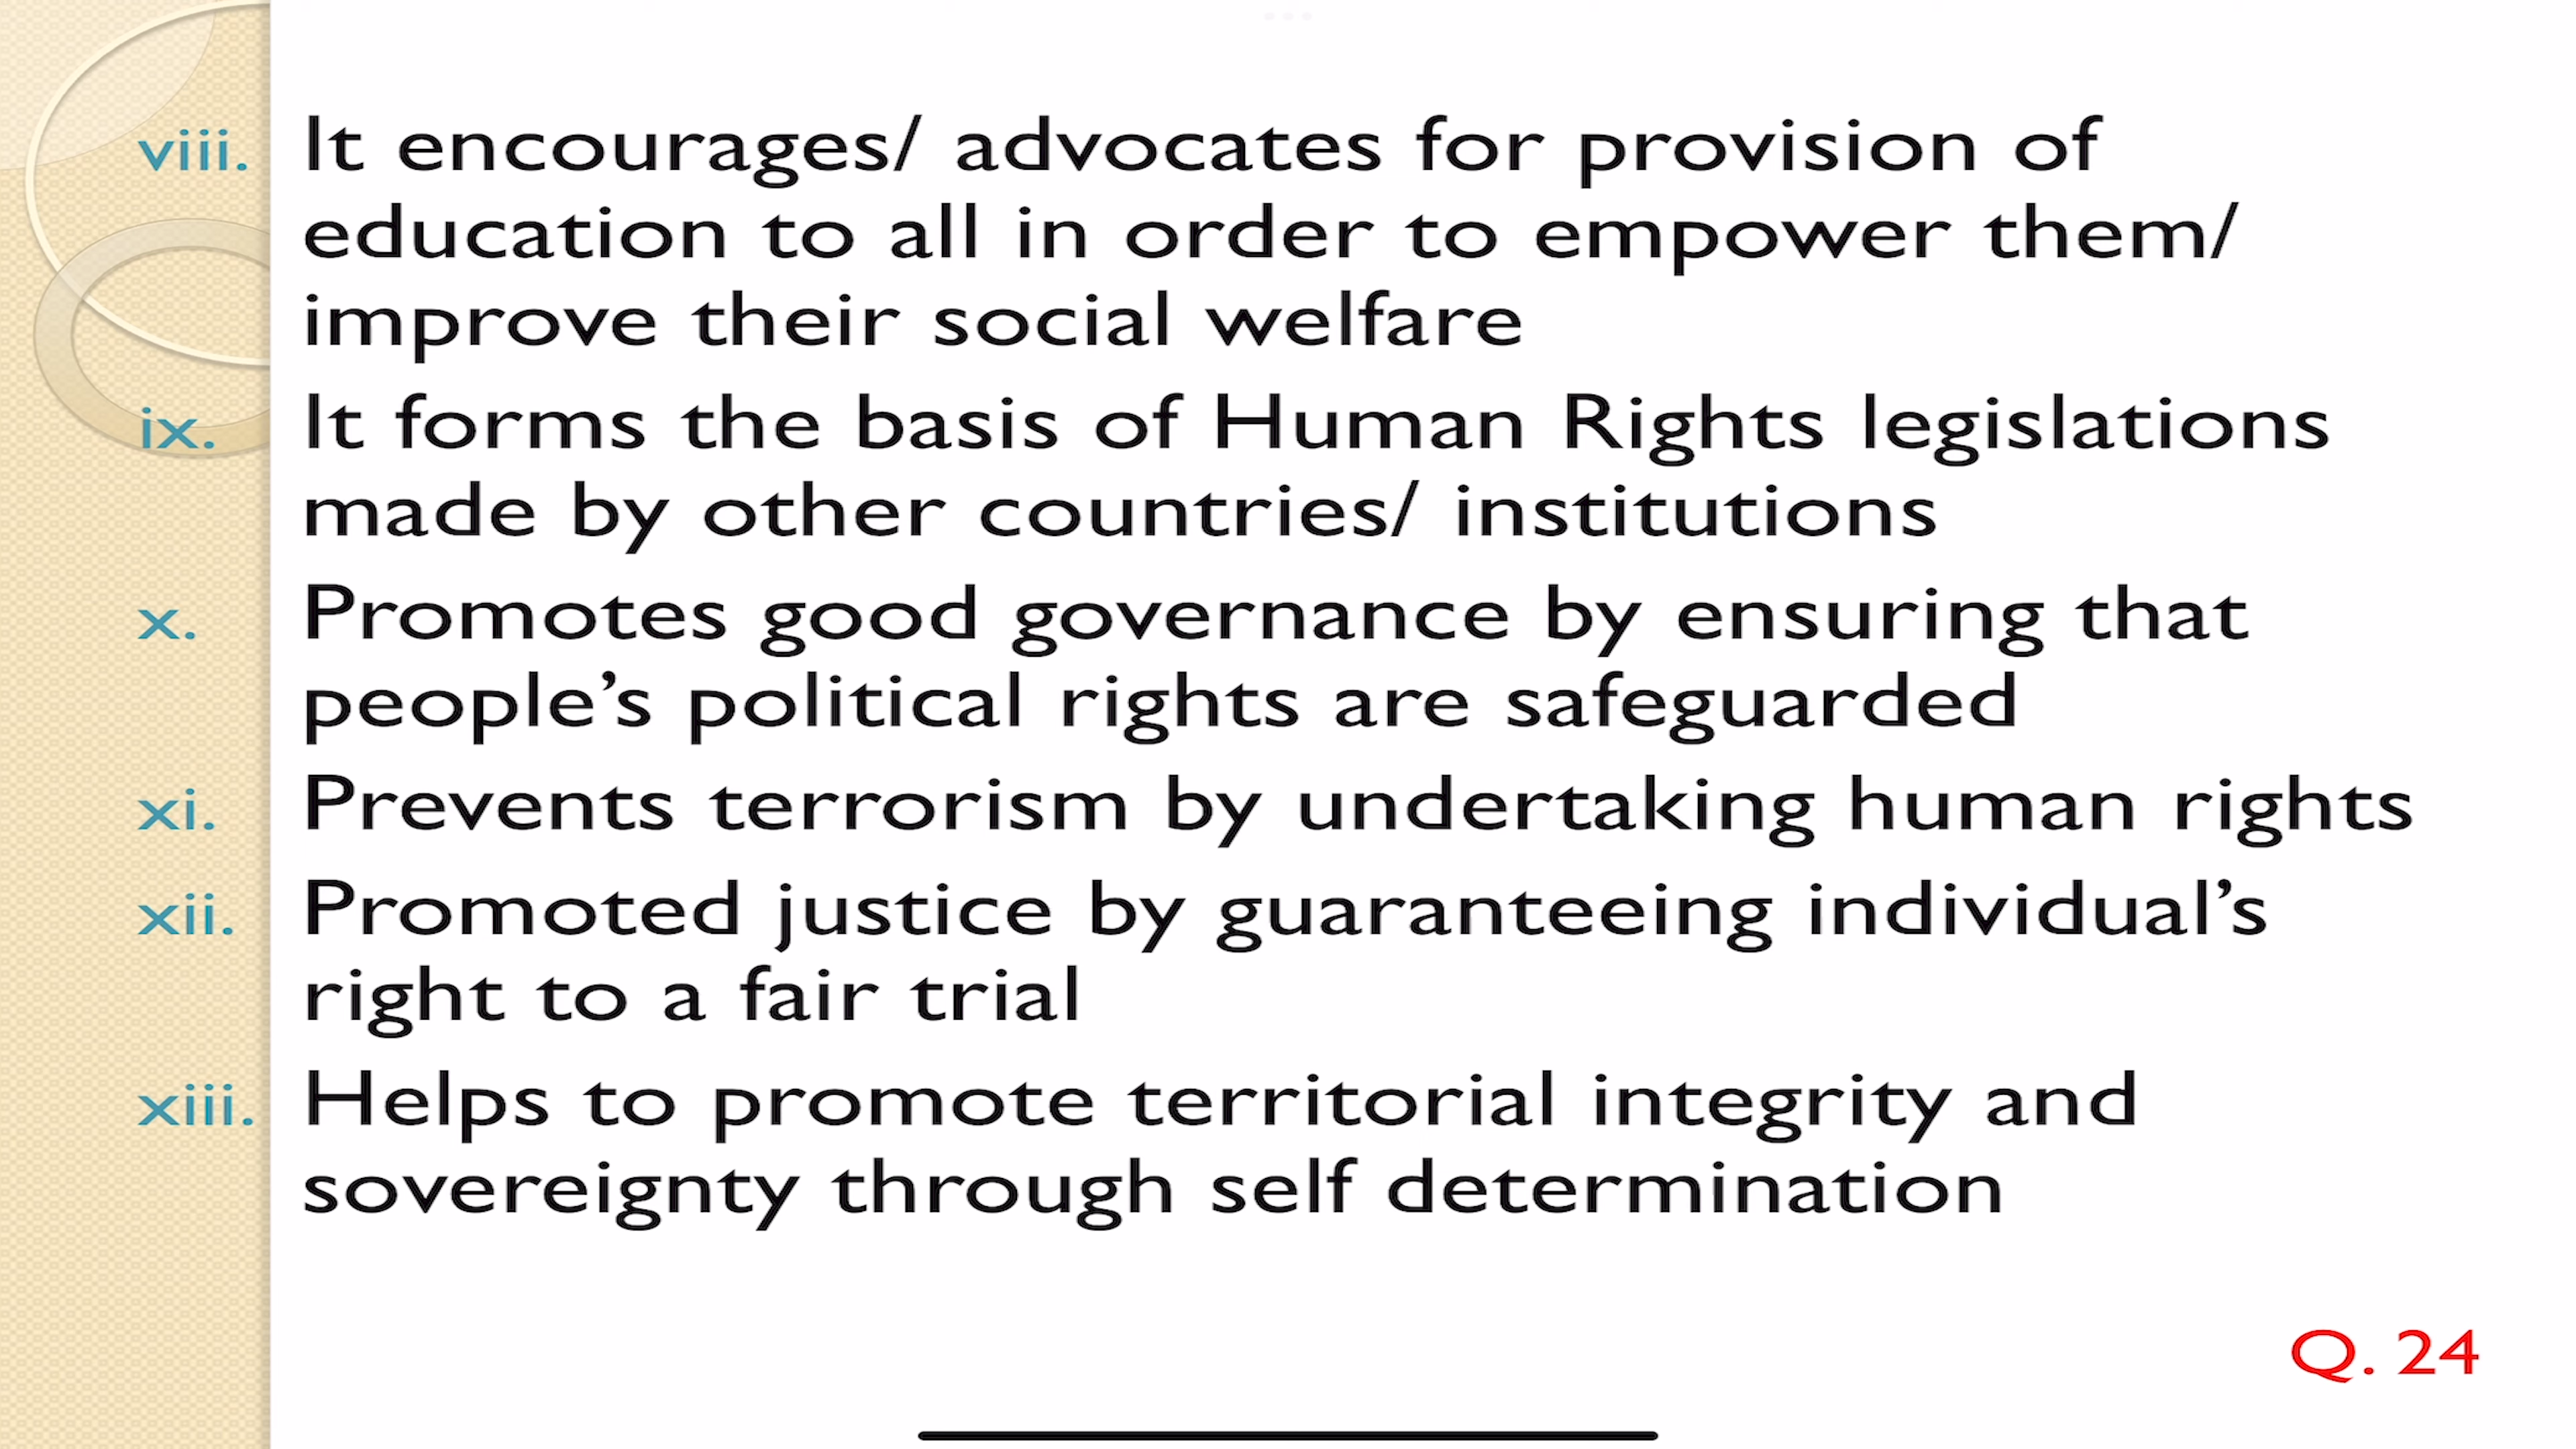 viii. It encourages/ advocates for provision of
education to all in order to empower them/
improve their social welfare
ix. It forms the basis of Human Rights legislations
made by other countries/ institutions
x. Promotes good governance by ensuring that
people’s political rights are safeguarded
xi. Prevents terrorism by undertaking human rights
xii. Promoted justice by guaranteeing individual’s
right to a fair trial
xiii. Helps to promote territorial integrity and
sovereignty through self determination
Q. 24